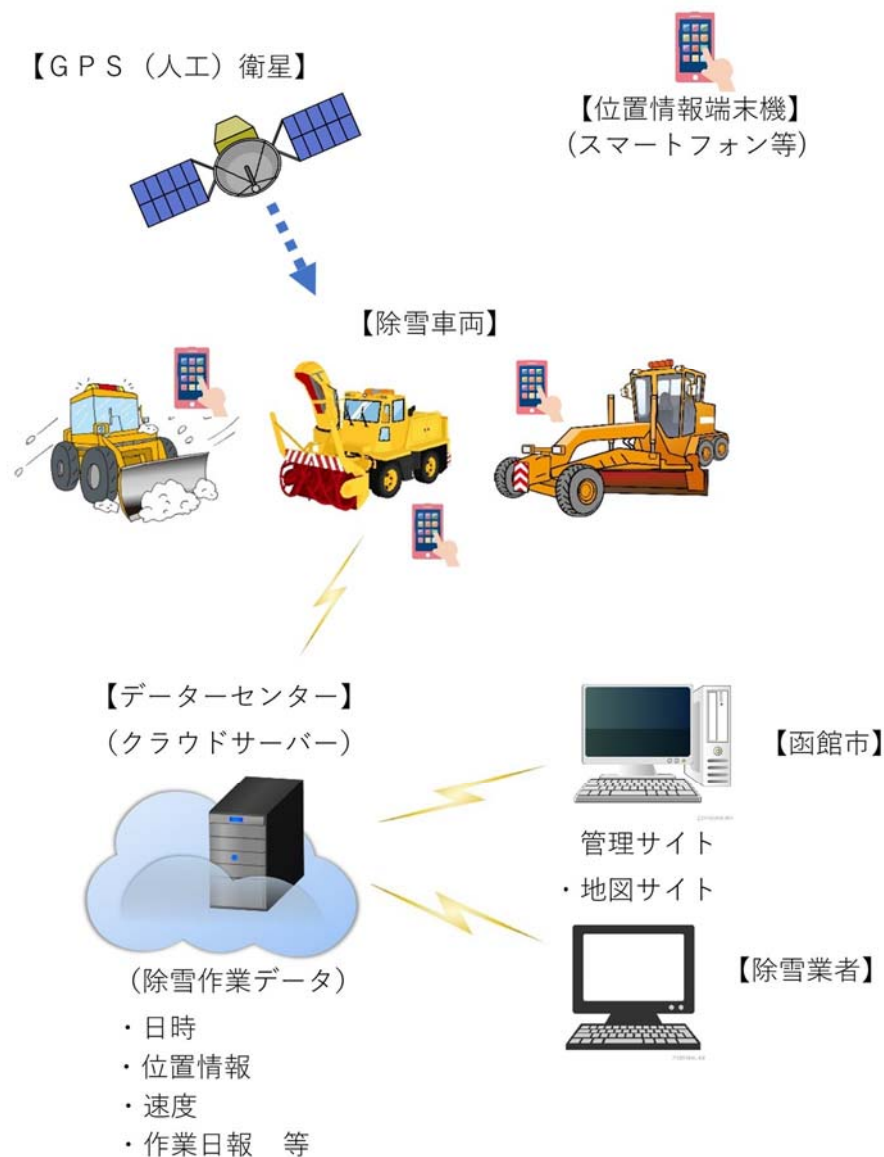 【ＧＰＳ（人工）衛星】
【位置情報端末機】
(スマートフォン等)
【除雪車両】
【データーセンター】
（クラウドサーバー）
【函館市】
管理サイト
・地図サイト
【除雪業者】
（除雪作業データ）
・日時
・位置情報
・速度
・作業日報　等